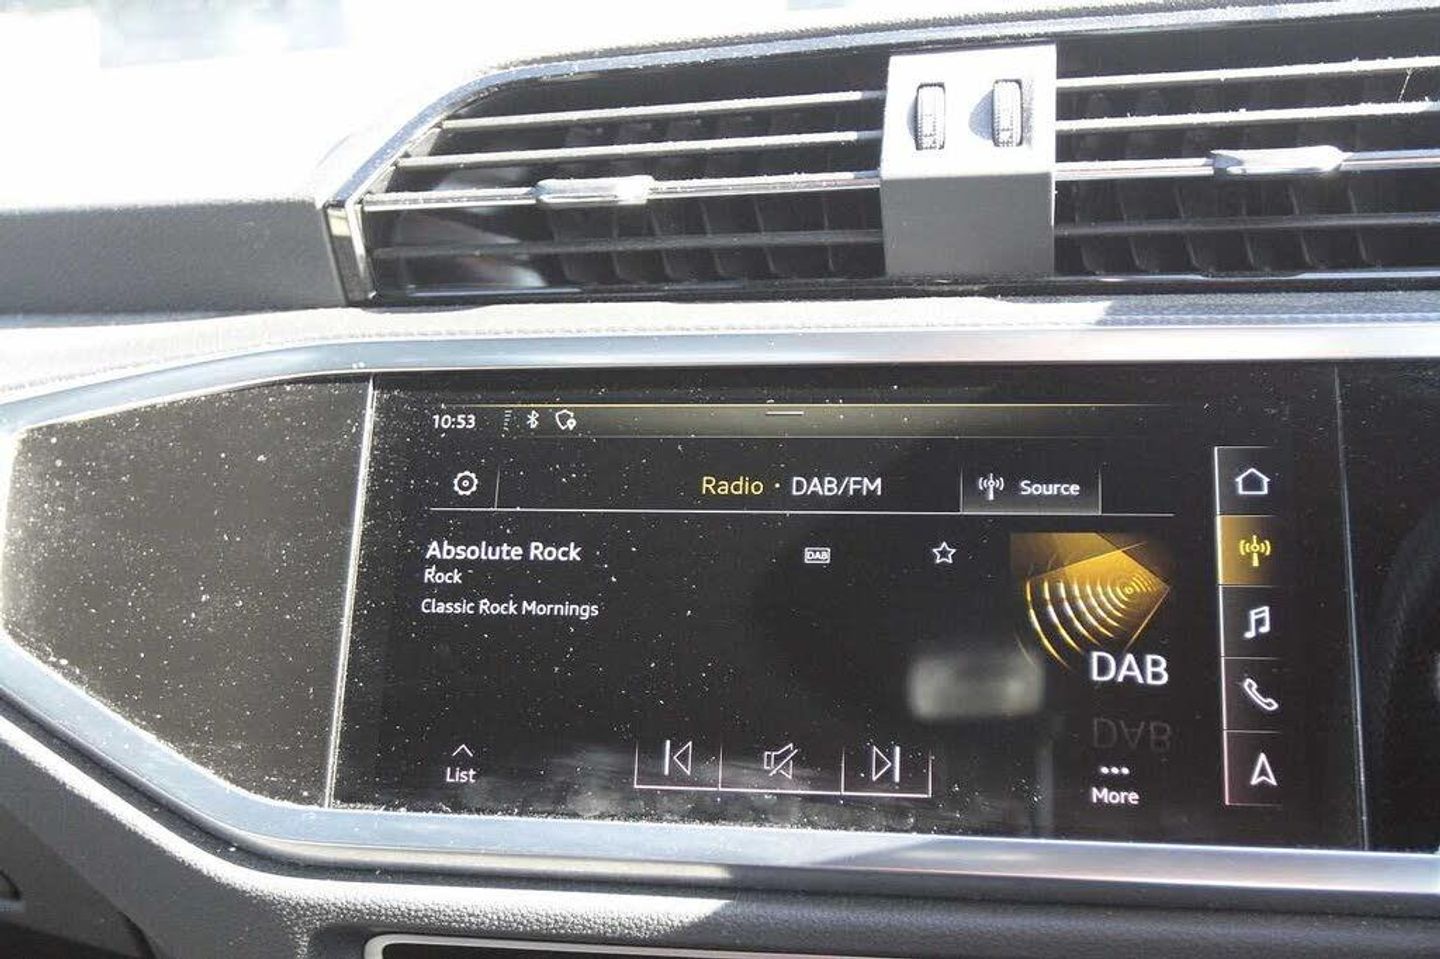 10:53
Radio · DAB/FM
Source
Absolute Rock
DAB
Rock
Classic Rock Mornings
DAB
List
More